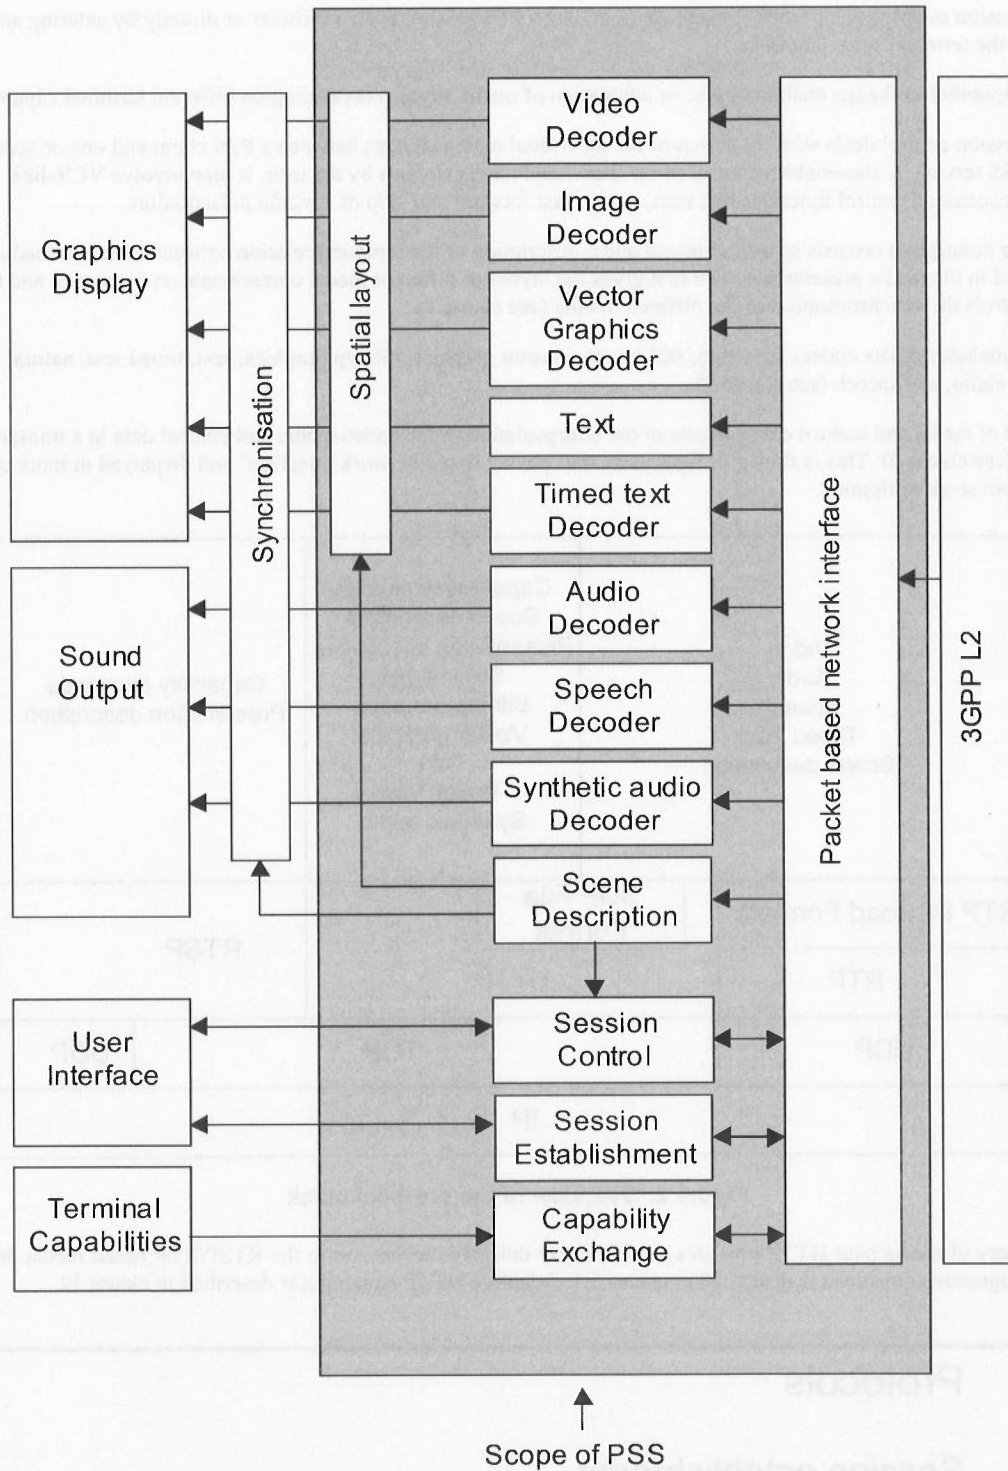 Graphics
Display
Sound
Output
User
Interface
Terminal
Capabilities
Synchronisation
Spatial layout
Video
Decoder
Image
Decoder
Vector
Graphics
Decoder
Text
Timed text
Decoder
Audio
Decoder
Speech
Decoder
Synthetic audio
Decoder
Scene
Description
Session
Control
Session
Establishment
Capability
Exchange
Packet based network interface
3GPP L2
Scope of PSS